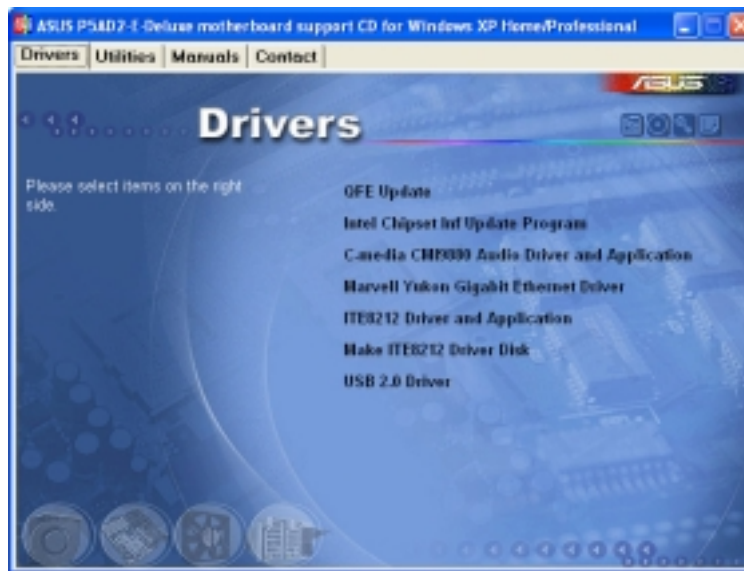 ASUS P5AD2-E-Deluxe motherboard support CD for Windows XP Home/Professional
Drivers Utilities Manuals Contact
ASUS
Drivers
Please select items on the right
side.
QFE Update
Intel Chipset Inf Update Program
C-media CMI9880 Audio Driver and Application
Marvell Yukon Gigabit Ethernet Driver
ITE8212 Driver and Application
Make ITE8212 Driver Disk
USB 2.0 Driver